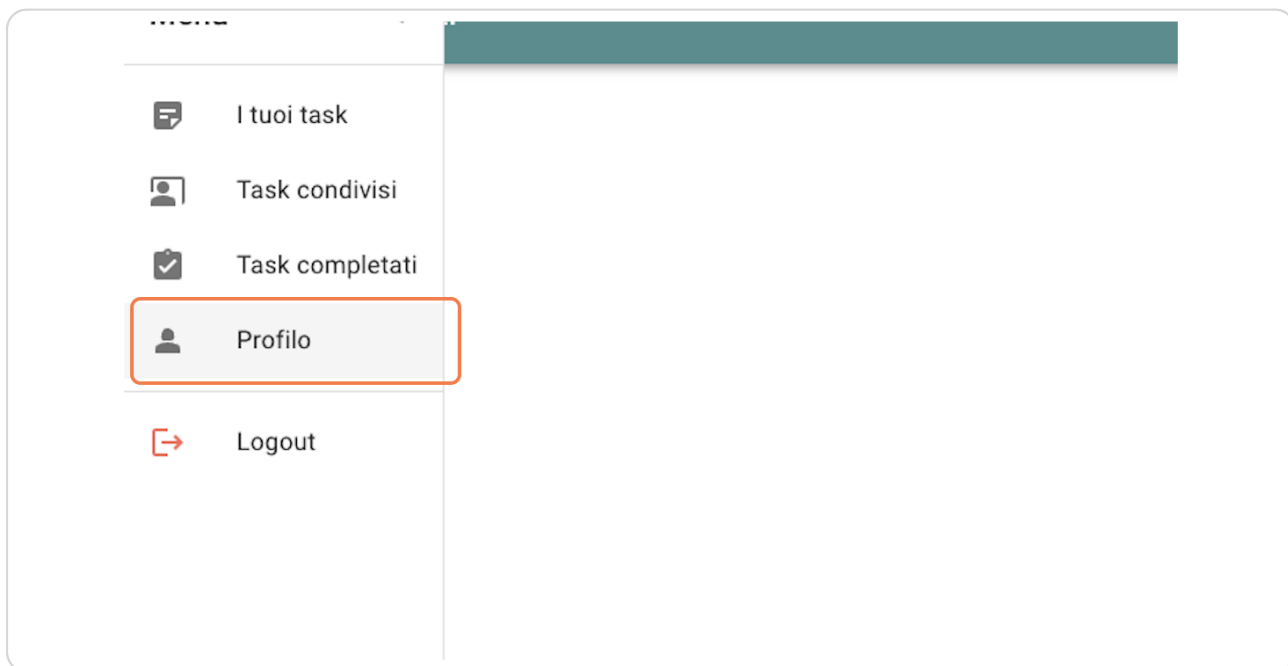 I tuoi task
Task condivisi
Task completati
Profilo
Logout